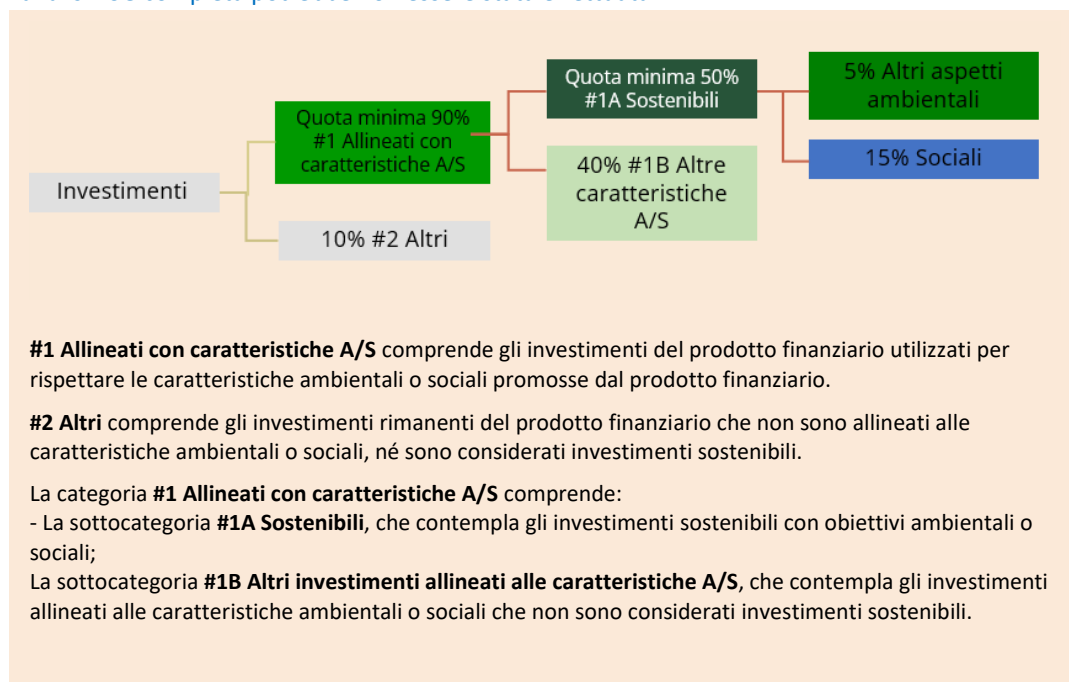 Quota minima 50%
#1A Sostenibili
5% Altri aspetti
ambientali
Quota minima 90%
#1 Allineati con
caratteristiche A/S
15% Sociali
40% #1B Altre
caratteristiche
A/S
Investimenti
10% #2 Altri
#1 Allineati con caratteristiche A/S comprende gli investimenti del prodotto finanziario utilizzati per
rispettare le caratteristiche ambientali o sociali promosse dal prodotto finanziario.
#2 Altri comprende gli investimenti rimanenti del prodotto finanziario che non sono allineati alle
caratteristiche ambientali o sociali, né sono considerati investimenti sostenibili.
La categoria #1 Allineati con caratteristiche A/S comprende:
- La sottocategoria #1A Sostenibili, che contempla gli investimenti sostenibili con obiettivi ambientali o
sociali;
La sottocategoria #1B Altri investimenti allineati alle caratteristiche A/S, che contempla gli investimenti
allineati alle caratteristiche ambientali o sociali che non sono considerati investimenti sostenibili.